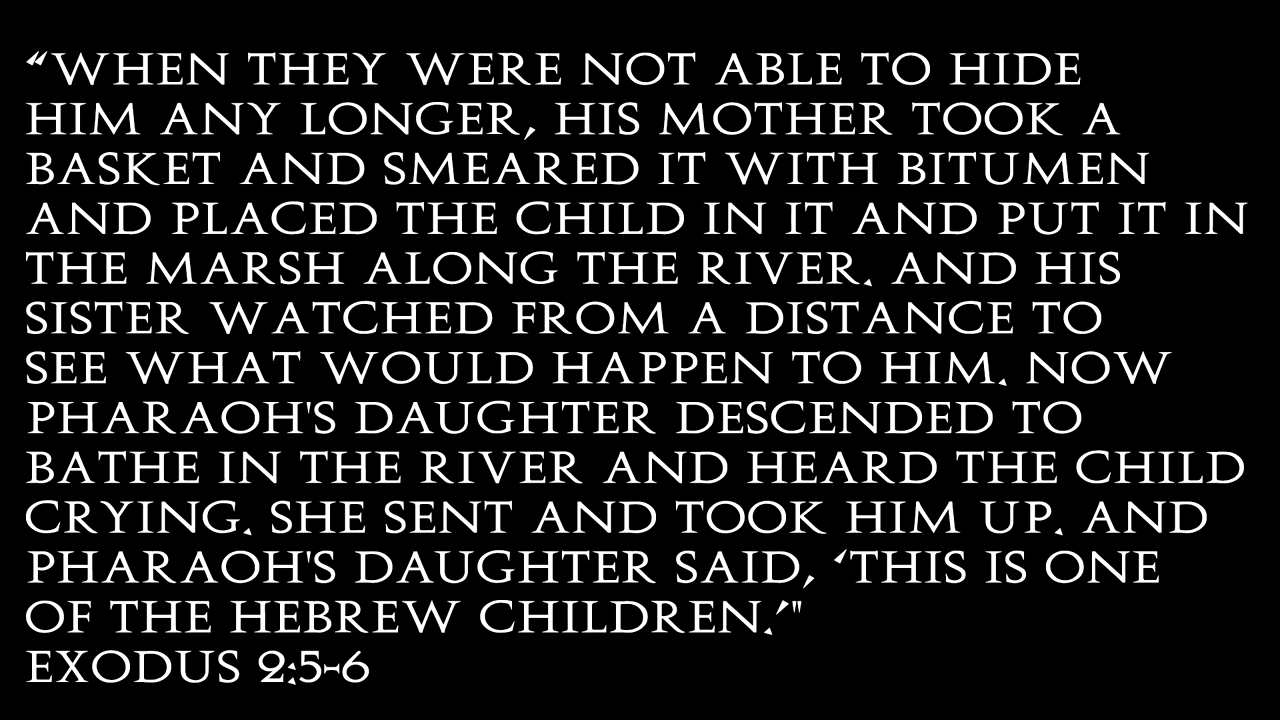 “WHEN THEY WERE NOT ABLE TO HIDE
HIM ANY LONGER, HIS MOTHER TOOK A
BASKET AND SMEARED IT WITH BITUMEN
AND PLACED THE CHILD IN IT AND PUT IT IN
THE MARSH ALONG THE RIVER. AND HIS
SISTER WATCHED FROM A DISTANCE TO
SEE WHAT WOULD HAPPEN TO HIM. NOW
PHARAOH'S DAUGHTER DESCENDED TO
BATHE IN THE RIVER AND HEARD THE CHILD
CRYING. SHE SENT AND TOOK HIM UP. AND
PHARAOH'S DAUGHTER SAID, ‘THIS IS ONE
OF THE HEBREW CHILDREN.’"
EXODUS 2:5-6